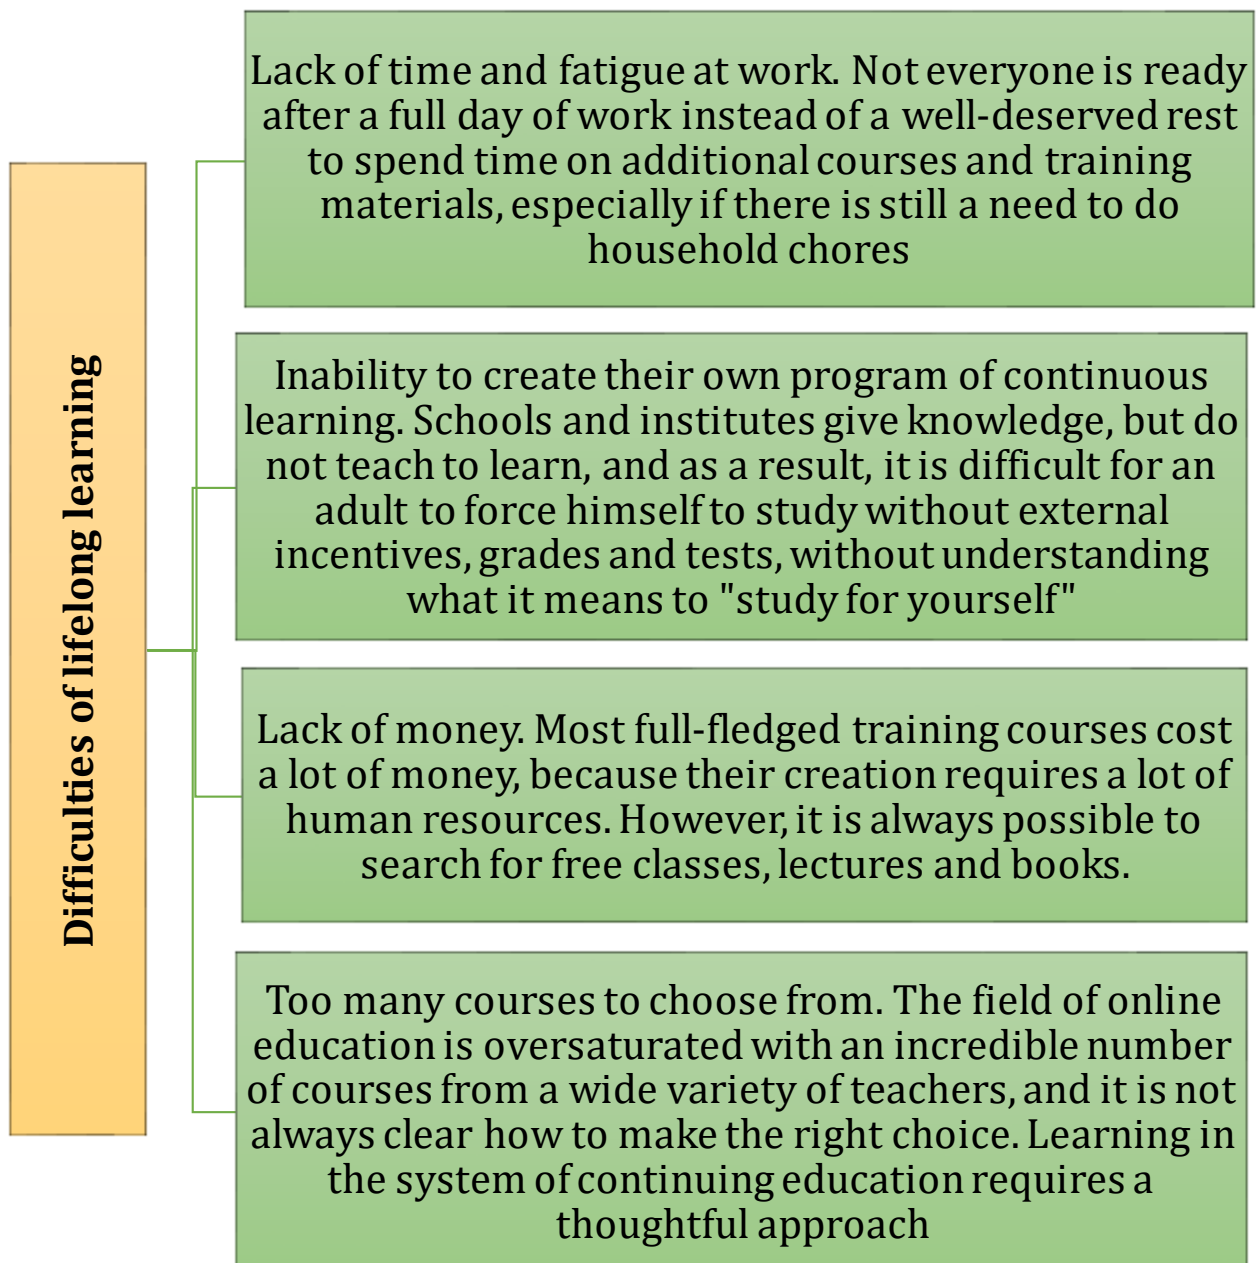 Difficulties of lifelong learning
Lack of time and fatigue at work. Not everyone is ready
after a full day of work instead of a well-deserved rest
to spend time on additional courses and training
materials, especially if there is still a need to do
household chores
Inability to create their own program of continuous
learning. Schools and institutes give knowledge, but do
not teach to learn, and as a result, it is difficult for an
adult to force himself to study without external
incentives, grades and tests, without understanding
what it means to "study for yourself"
Lack of money. Most full-fledged training courses cost
a lot of money, because their creation requires a lot of
human resources. However, it is always possible to
search for free classes, lectures and books.
Too many courses to choose from. The field of online
education is oversaturated with an incredible number
of courses from a wide variety of teachers, and it is not
always clear how to make the right choice. Learning in
the system of continuing education requires a
thoughtful approach